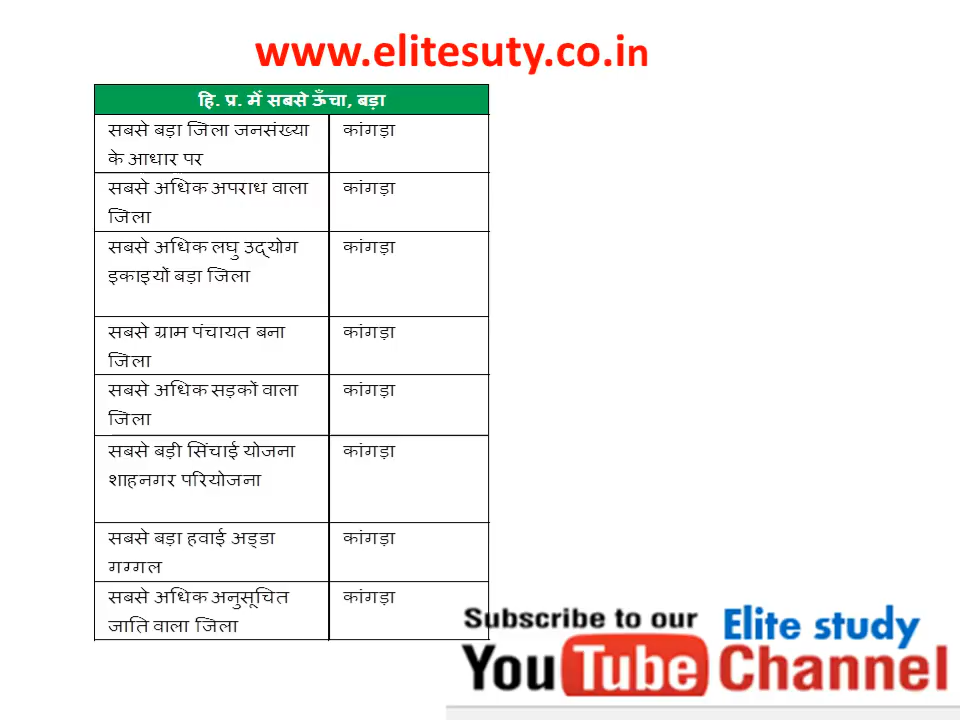 www.elitesuty.co.in
हि. प्र. में सबसे ऊँचा, बड़ा
सबसे बड़ा जिला जनसंख्या कांगड़ा
के आधार पर
सबसे अधिक अपराध वाला कांगड़ा
जिला
सबसे अधिक लघु उद्योग कांगड़ा
इकाइयों बड़ा जिला
सबसे ग्राम पंचायत बना कांगड़ा
जिला
सबसे अधिक सड़कों वाला कांगड़ा
जिला
सबसे बड़ी सिंचाई योजना कांगड़ा
शाहनगर परियोजना
सबसे बड़ा हवाई अड्डा कांगड़ा
गग्गल
सबसे अधिक अनुसूचित कांगड़ा
जाति वाला जिला
Subscribe to our Elite study
YouTube Channel